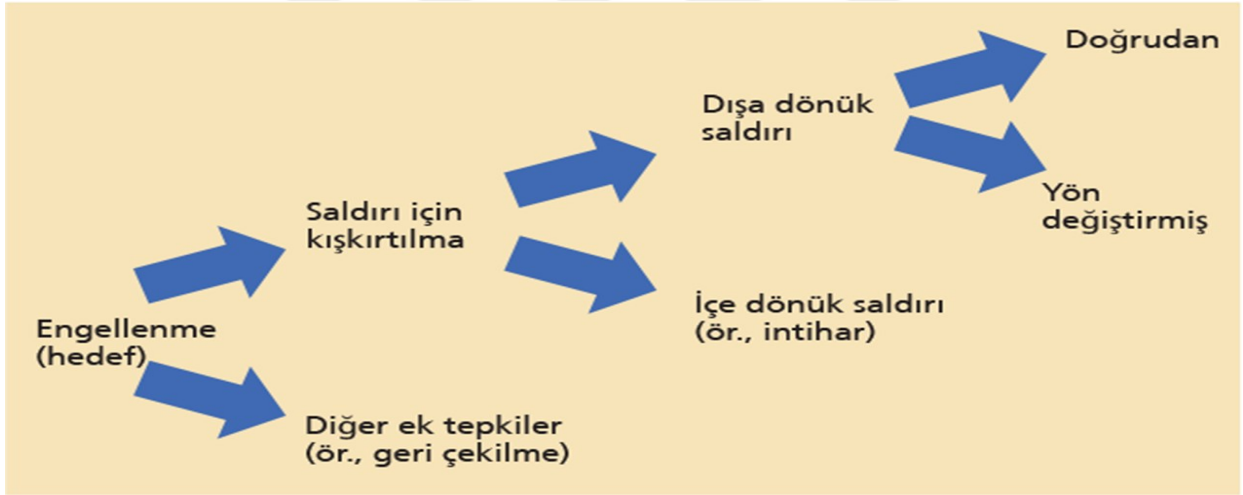 Doğrudan
Dışa dönük
saldırı
Yön
değiştirmiş
Saldırı için
kışkırtılma
İçe dönük saldırı
(ör., intihar)
Engellenme
(hedef)
Diğer ek tepkiler
(ör., geri çekilme)